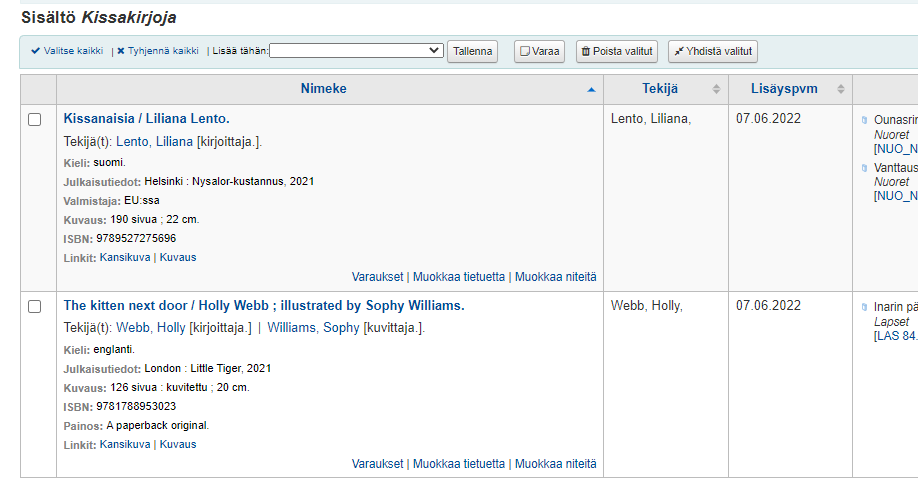 Sisältö Kissakirjoja
Valitse kaikki | Tyhjennä kaikki | Lisää tähän: Tallenna Varaa Poista valitut Yhdistä valitut
Nimeke Tekijä Lisäyspvm
Kissanaisia / Liliana Lento. Lento, Liliana, 07.06.2022
Tekijä(t): Lento, Liliana [kirjoittaja.].
Kieli: suomi.
Julkaisutiedot: Helsinki : Nysalor-kustannus, 2021
Valmistaja: EU:ssa
Kuvaus: 190 sivua ; 22 cm.
ISBN: 9789527275696
Linkit: Kansikuva | Kuvaus
Varaukset | Muokkaa tietuetta | Muokkaa niteitä
Ounasrin
Nuoret
[NUO_N
Vanttaus
Nuoret
[NUO_N
The kitten next door / Holly Webb ; illustrated by Sophy Williams. Webb, Holly, 07.06.2022
Tekijä(t): Webb, Holly [kirjoittaja.] | Williams, Sophy [kuvittaja.].
Kieli: englanti.
Julkaisutiedot: London : Little Tiger, 2021
Kuvaus: 126 sivua : kuvitettu ; 20 cm.
ISBN: 9781788953023
Painos: A paperback original.
Linkit: Kansikuva | Kuvaus
Varaukset | Muokkaa tietuetta | Muokkaa niteitä
Inarin pä
Lapset
[LAS 84.